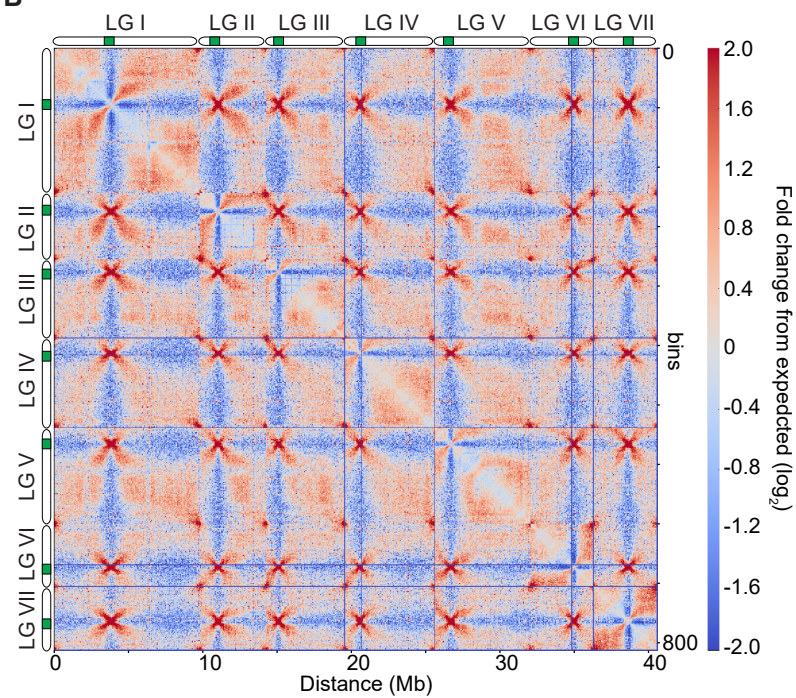 B
LG I LG II LG III LG IV LG V LG VI LG VII
LG I
LG II
LG III
LG IV
LG V
LG VI
LG VII
0
bins
800
0 10 20 30 40
Distance (Mb)
2.0
1.6
1.2
0.8
0.4
0
-0.4
-0.8
-1.2
-1.6
-2.0
Fold change from expedcted (log2)